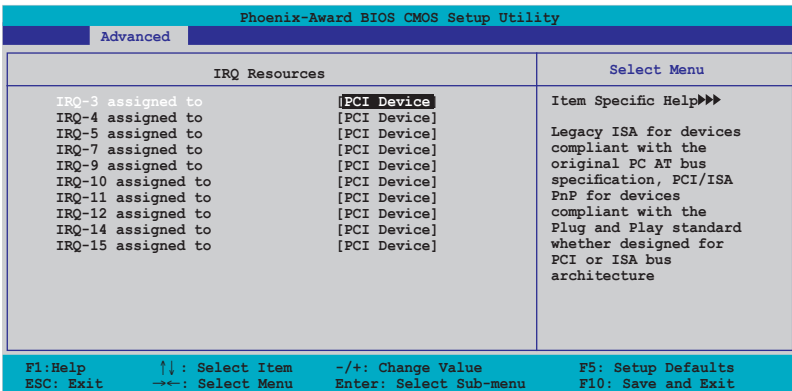 Phoenix-Award BIOS CMOS Setup Utility
Advanced
IRQ Resources
Select Menu
IRQ-3 assigned to [PCI Device]
IRQ-4 assigned to [PCI Device]
IRQ-5 assigned to [PCI Device]
IRQ-7 assigned to [PCI Device]
IRQ-9 assigned to [PCI Device]
IRQ-10 assigned to [PCI Device]
IRQ-11 assigned to [PCI Device]
IRQ-12 assigned to [PCI Device]
IRQ-14 assigned to [PCI Device]
IRQ-15 assigned to [PCI Device]
Item Specific Help▶▶▶
Legacy ISA for devices
compliant with the
original PC AT bus
specification, PCI/ISA
PnP for devices
compliant with the
Plug and Play standard
whether designed for
PCI or ISA bus
architecture
F1:Help ↑↓: Select Item -/+: Change Value F5: Setup Defaults
ESC: Exit →←: Select Menu Enter: Select Sub-menu F10: Save and Exit